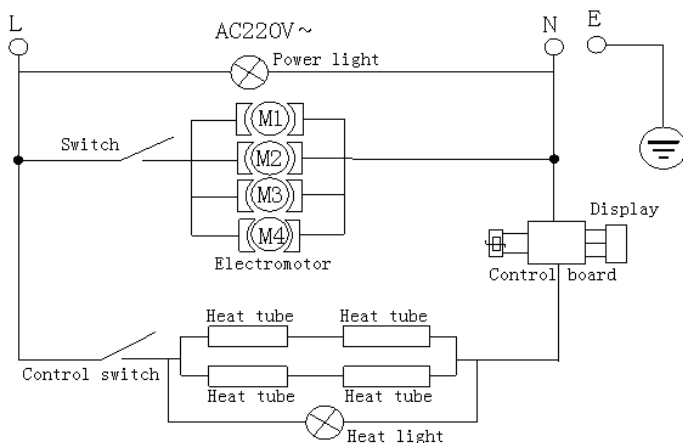 L
AC220V~
N
E
Power light
M1
Switch
M2
M3
M4
Electromotor
Display
Control board
Heat tube
Heat tube
Control switch
Heat tube
Heat tube
Heat light